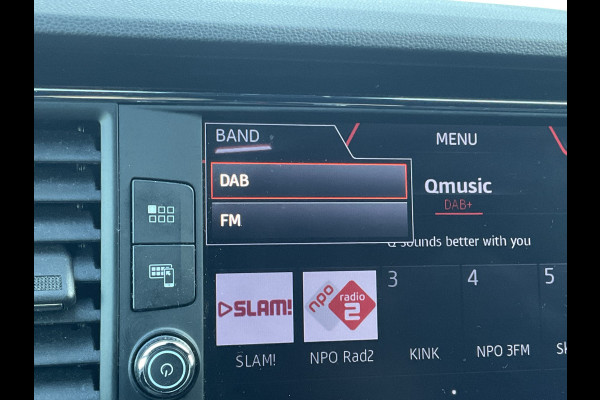 BAND
MENU
DAB
Qmusic
DAB+
FM
sounds better with you
SLAM!
npo radio 2
3
4
5
SLAM!
NPO Rad2
KINK
NPO 3FM